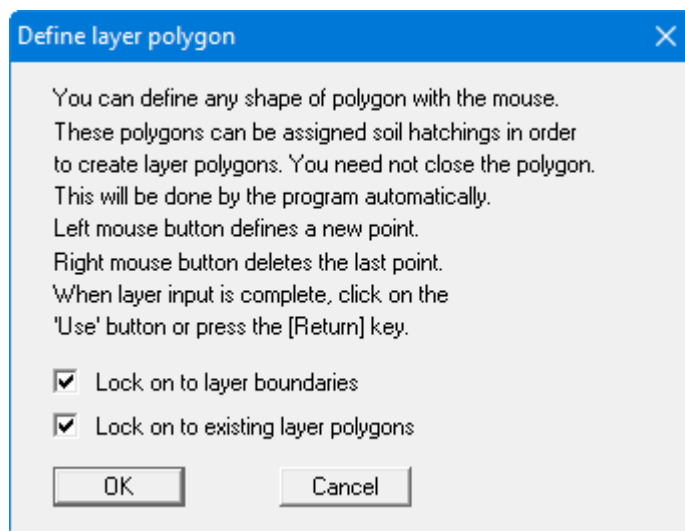 Define layer polygon
You can define any shape of polygon with the mouse.
These polygons can be assigned soil hatchings in order
to create layer polygons. You need not close the polygon.
This will be done by the program automatically.
Left mouse button defines a new point.
Right mouse button deletes the last point.
When layer input is complete, click on the
'Use' button or press the [Return] key.
Lock on to layer boundaries
Lock on to existing layer polygons
OK Cancel